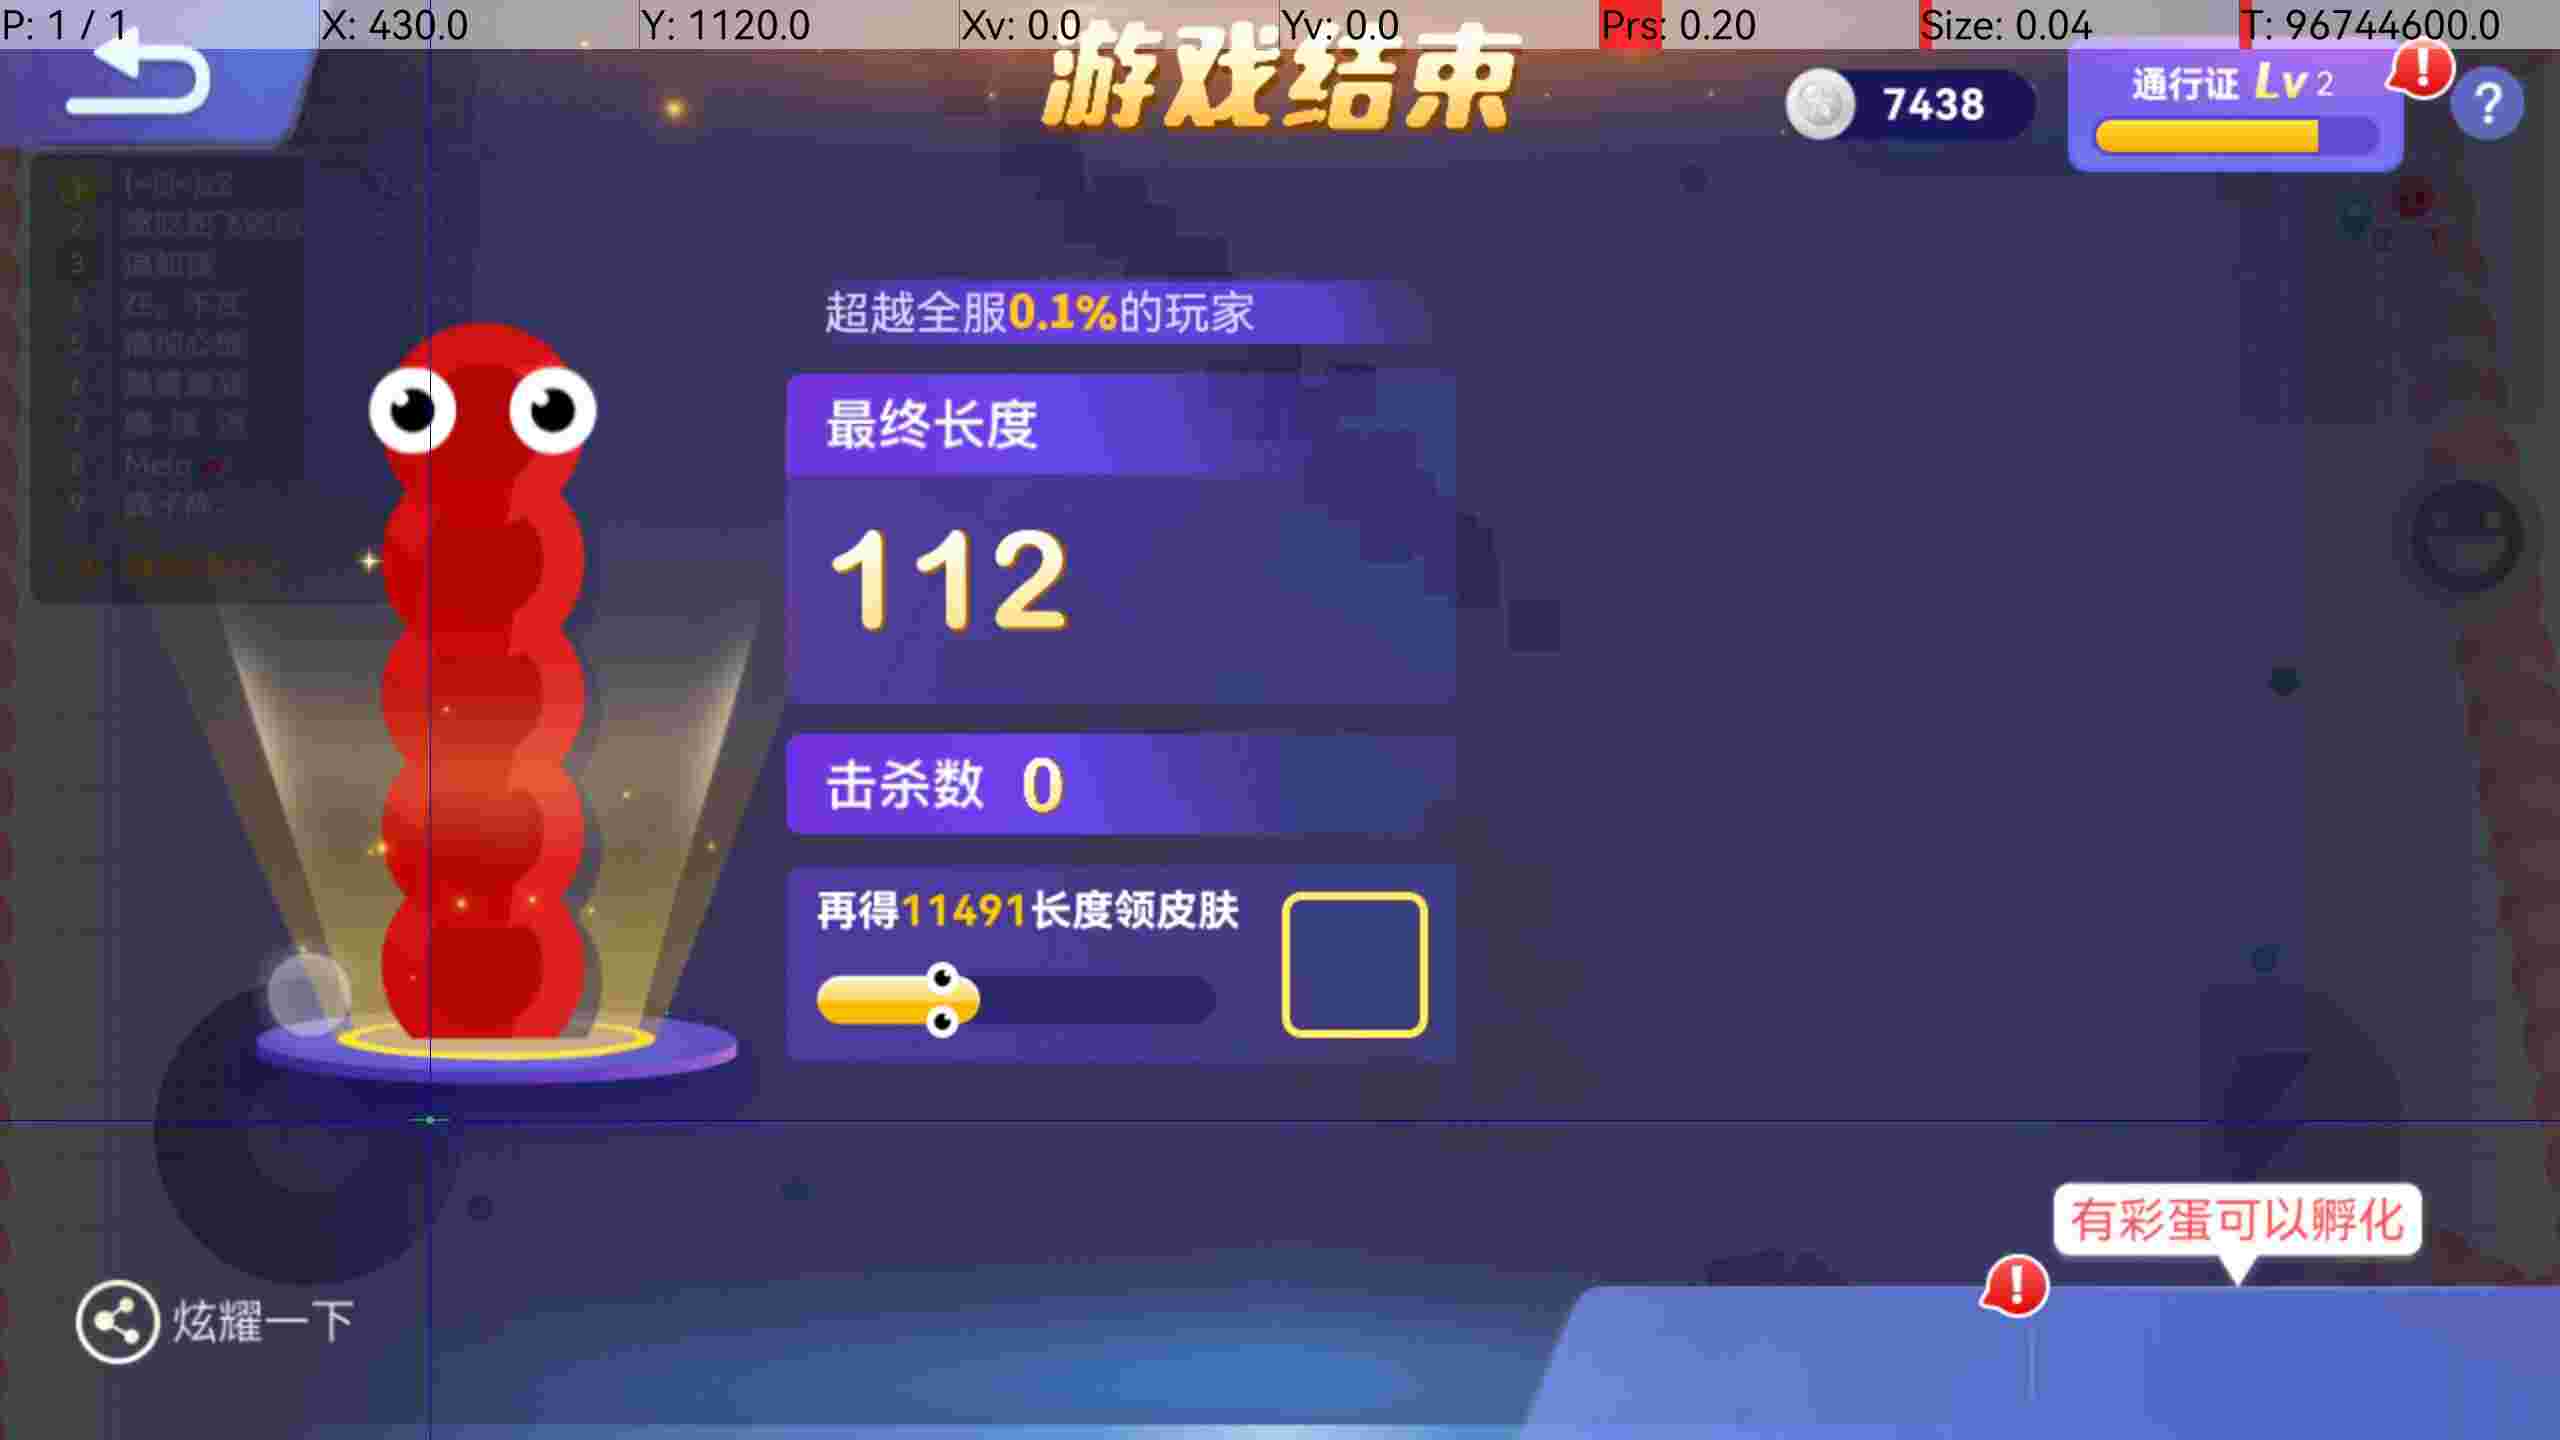 P: 1 / 1
X: 430.0
Y: 1120.0
Xv: 0.0
Yv: 0.0
Prs: 0.20
Size: 0.04
T: 96744600.0
游戏结束
7438
通行证 Lv 2
?
超越全服0.1%的玩家
最终长度
112
击杀数 0
再得11491长度领皮肤
有彩蛋可以孵化
炫耀一下